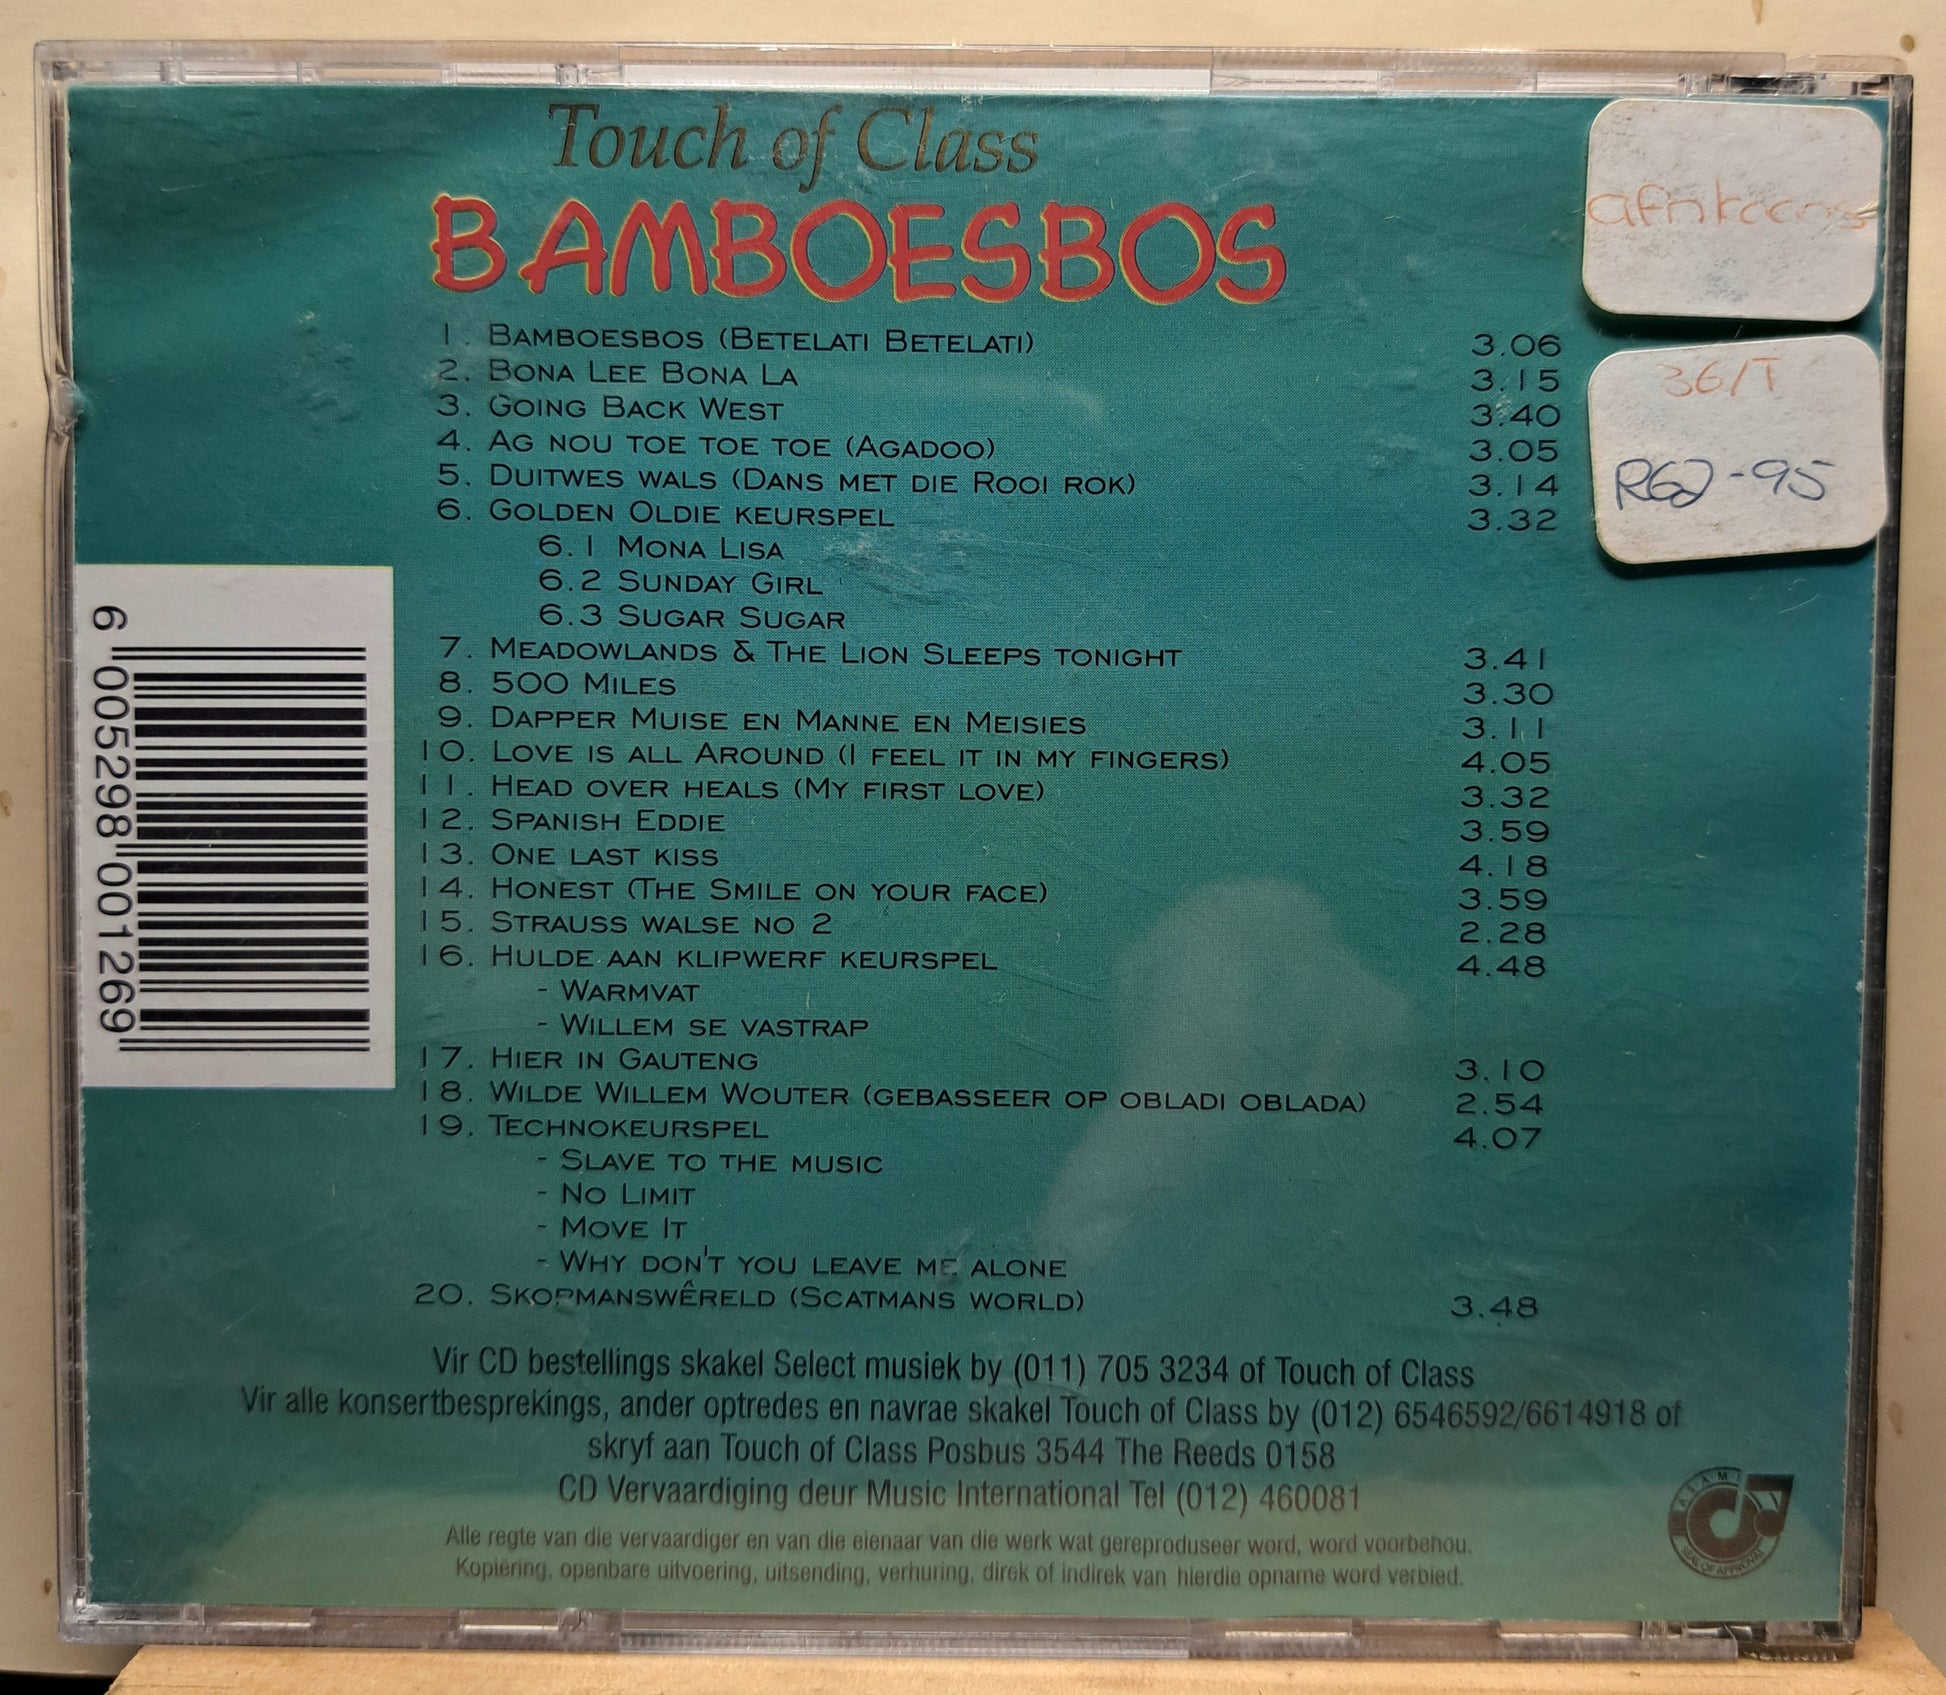 Touch of Class
BAMBOESBOS
afrikaans
36/T
R62-95
1. BAMBOESBOS (BETELATI BETELATI) 3.06
2. BONA LEE BONA LA 3.15
3. GOING BACK WEST 3.40
4. AG NOU TOE TOE TOE (AGADOO) 3.05
5. DUITWES WALS (DANS MET DIE ROOI ROK) 3.14
6. GOLDEN OLDIE KEURSPEL 3.32
6.1 MONA LISA
6.2 SUNDAY GIRL
6.3 SUGAR SUGAR
7. MEADOWLANDS & THE LION SLEEPS TONIGHT 3.41
8. 500 MILES 3.30
9. DAPPER MUISE EN MANNE EN MEISIES 3.11
10. LOVE IS ALL AROUND (I FEEL IT IN MY FINGERS) 4.05
11. HEAD OVER HEALS (MY FIRST LOVE) 3.32
12. SPANISH EDDIE 3.59
13. ONE LAST KISS 4.18
14. HONEST (THE SMILE ON YOUR FACE) 3.59
15. STRAUSS WALSE NO 2 2.28
16. HULDE AAN KLIPWERF KEURSPEL 4.48
- WARMVAT
- WILLEM SE VASTRAP
17. HIER IN GAUTENG 3.10
18. WILDE WILLEM WOUTER (GEBASSEER OP OBLADI OBLADA) 2.54
19. TECHNOKEURSPEL 4.07
- SLAVE TO THE MUSIC
- NO LIMIT
- MOVE IT
- WHY DON'T YOU LEAVE ME ALONE
20. SKOPMANSWÊRELD (SCATMANS WORLD) 3.48
6 005298 001269
Vir CD bestellings skakel Select musiek by (011) 705 3234 of Touch of Class
Vir alle konsertbesprekings, ander optredes en navrae skakel Touch of Class by (012) 6546592/6614918 of
skryf aan Touch of Class Posbus 3544 The Reeds 0158
CD Vervaardiging deur Music International Tel (012) 460081
Alle regte van die vervaardiger en van die eienaar van die werk wat gereproduseer word, word voorbehou.
Kopiëring, openbare uitvoering, uitsending, verhuring, direk of indirek van hierdie opname word verbied.
SEAL OF APPROVAL